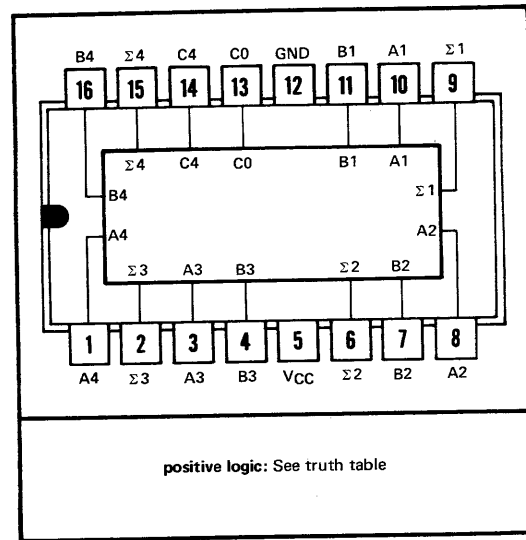 B4 Σ4 C4 C0 GND B1 A1 Σ1
16 15 14 13 12 11 10 9
Σ4 C4 C0 B1 A1
B4 Σ1
A4 A2
Σ3 A3 B3 Σ2 B2
1 2 3 4 5 6 7 8
A4 Σ3 A3 B3 VCC Σ2 B2 A2
positive logic: See truth table